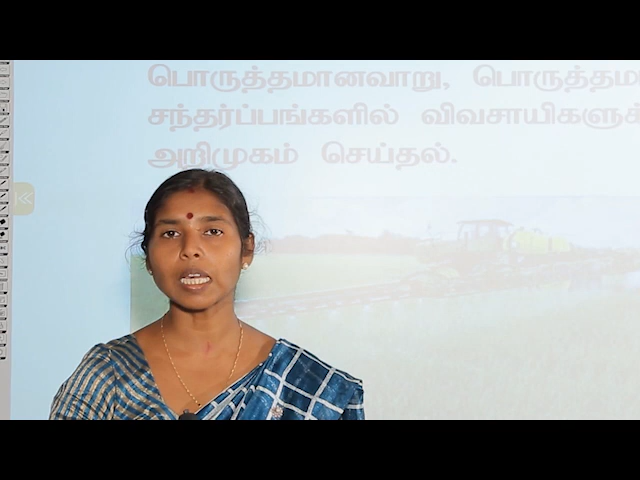 பொருத்தமானவாறு, பொருத்தமா
சந்தர்ப்பங்களில் விவசாயிகளுக்
அறிமுகம் செய்தல்.